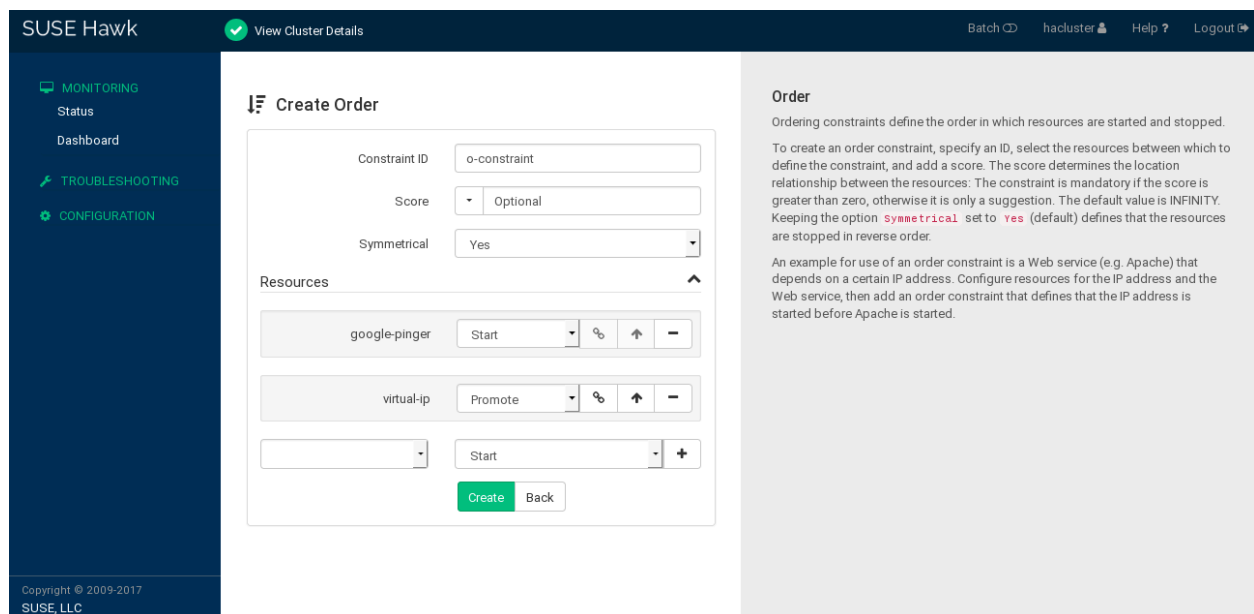 SUSE Hawk
View Cluster Details
Batch
hacluster
Help ?
Logout
MONITORING
Status
Dashboard
TROUBLESHOOTING
CONFIGURATION
Copyright © 2009-2017
SUSE, LLC
Create Order
Constraint ID
o-constraint
Score
Optional
Symmetrical
Yes
Resources
google-pinger
Start
virtual-ip
Promote
Start
Create
Back
Order
Ordering constraints define the order in which resources are started and stopped.
To create an order constraint, specify an ID, select the resources between which to
define the constraint, and add a score. The score determines the location
relationship between the resources: The constraint is mandatory if the score is
greater than zero, otherwise it is only a suggestion. The default value is INFINITY.
Keeping the option Symmetrical set to Yes (default) defines that the resources
are stopped in reverse order.
An example for use of an order constraint is a Web service (e.g. Apache) that
depends on a certain IP address. Configure resources for the IP address and the
Web service, then add an order constraint that defines that the IP address is
started before Apache is started.